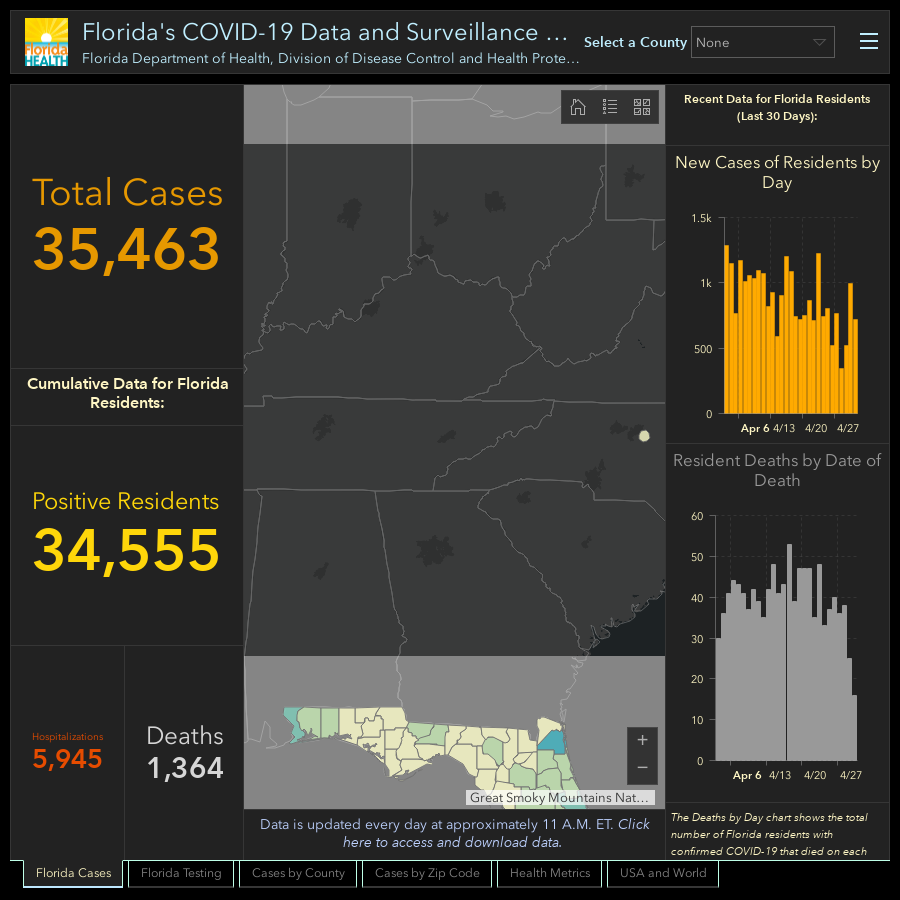 Florida
HEALTH
Florida's COVID-19 Data and Surveillance ...
Florida Department of Health, Division of Disease Control and Health Prote...
Select a County
None
Total Cases
35,463
Cumulative Data for Florida
Residents:
Positive Residents
34,555
Hospitalizations
5,945
Deaths
1,364
+
−
Great Smoky Mountains Nat...
Data is updated every day at approximately 11 A.M. ET. Click
here to access and download data.
Recent Data for Florida Residents
(Last 30 Days):
New Cases of Residents by
Day
1.5k
1k
500
0
Apr 6 4/13 4/20 4/27
Resident Deaths by Date of
Death
60
50
40
30
20
10
0
Apr 6 4/13 4/20 4/27
The Deaths by Day chart shows the total
number of Florida residents with
confirmed COVID-19 that died on each
Florida Cases
Florida Testing
Cases by County
Cases by Zip Code
Health Metrics
USA and World